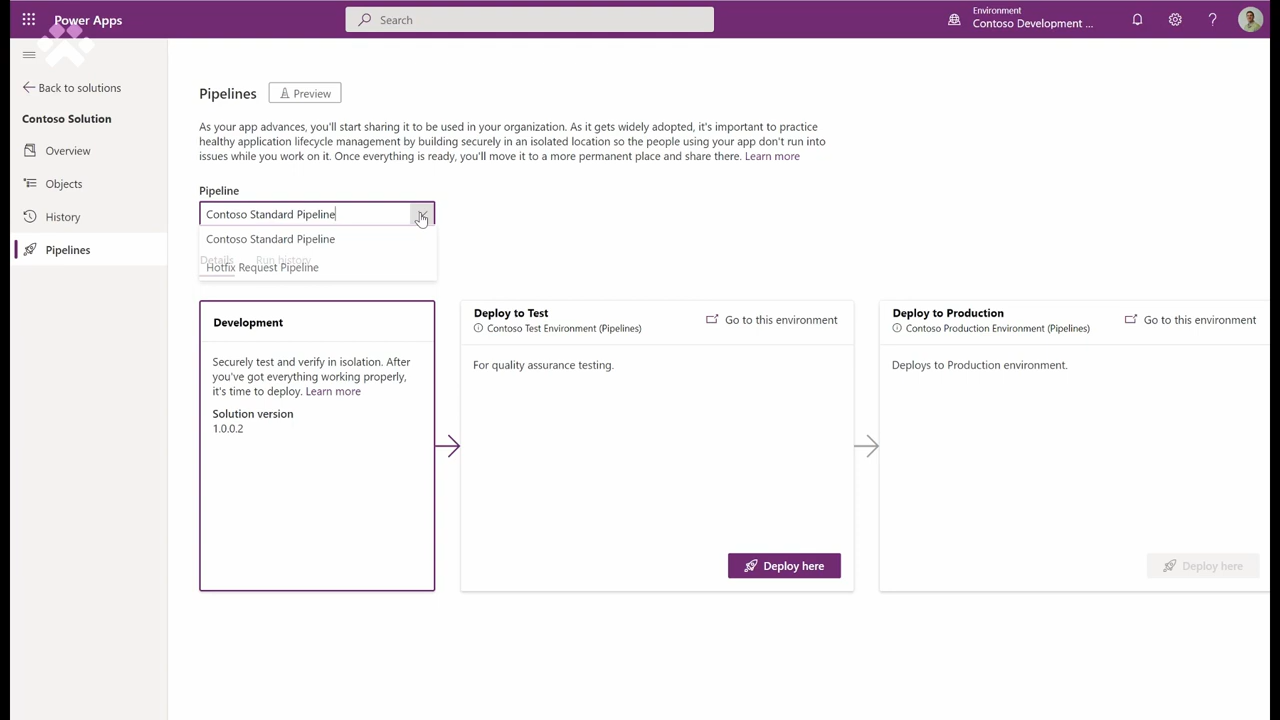 Power Apps
Search
Environment
Contoso Development ...
Back to solutions
Contoso Solution
Overview
Objects
History
Pipelines
Pipelines
Preview
As your app advances, you'll start sharing it to be used in your organization. As it gets widely adopted, it's important to practice
healthy application lifecycle management by building securely in an isolated location so the people using your app don't run into
issues while you work on it. Once everything is ready, you'll move it to a more permanent place and share there. Learn more
Pipeline
Contoso Standard Pipeline
Contoso Standard Pipeline
Details Run history
Hotfix Request Pipeline
Development
Securely test and verify in isolation. After
you've got everything working properly,
it's time to deploy. Learn more
Solution version
1.0.0.2
Deploy to Test
Contoso Test Environment (Pipelines)
Go to this environment
For quality assurance testing.
Deploy here
Deploy to Production
Contoso Production Environment (Pipelines)
Go to this environment
Deploys to Production environment.
Deploy here